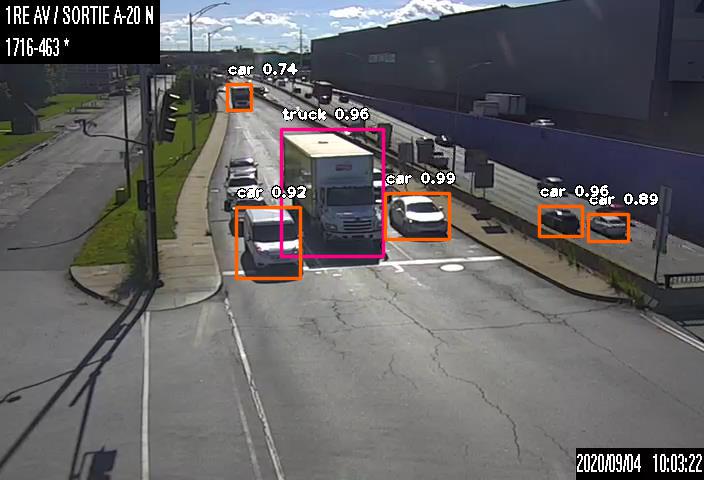 1RE AV / SORTIE A-20 N
1716-463 *
car 0.74
truck 0.96
car 0.99
car 0.92
car 0.96
car 0.89
2020/09/04 10:03:22